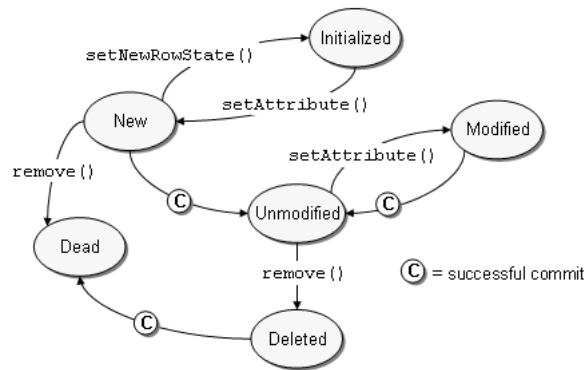 Initialized
setNewRowState()
setAttribute()
New
Modified
setAttribute()
remove()
C
Unmodified
C
Dead
remove()
C = successful commit
C
Deleted